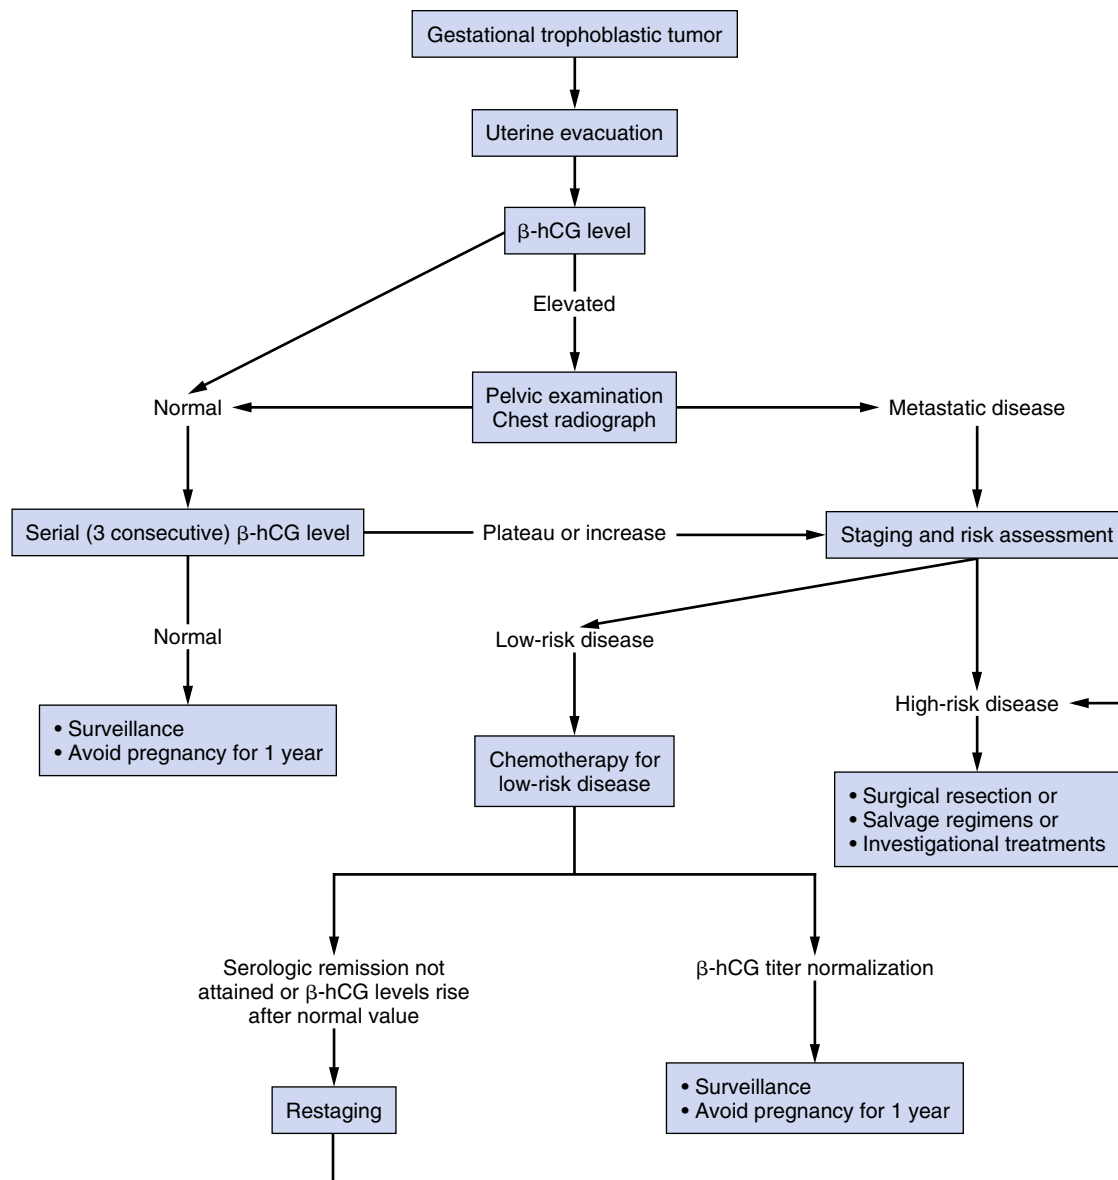 Gestational trophoblastic tumor
Uterine evacuation
β-hCG level
Elevated
Normal
Pelvic examination
Chest radiograph
Metastatic disease
Serial (3 consecutive) β-hCG level
Plateau or increase
Staging and risk assessment
Normal
Low-risk disease
High-risk disease
• Surveillance
• Avoid pregnancy for 1 year
Chemotherapy for
low-risk disease
• Surgical resection or
• Salvage regimens or
• Investigational treatments
Serologic remission not
attained or β-hCG levels rise
after normal value
β-hCG titer normalization
Restaging
• Surveillance
• Avoid pregnancy for 1 year